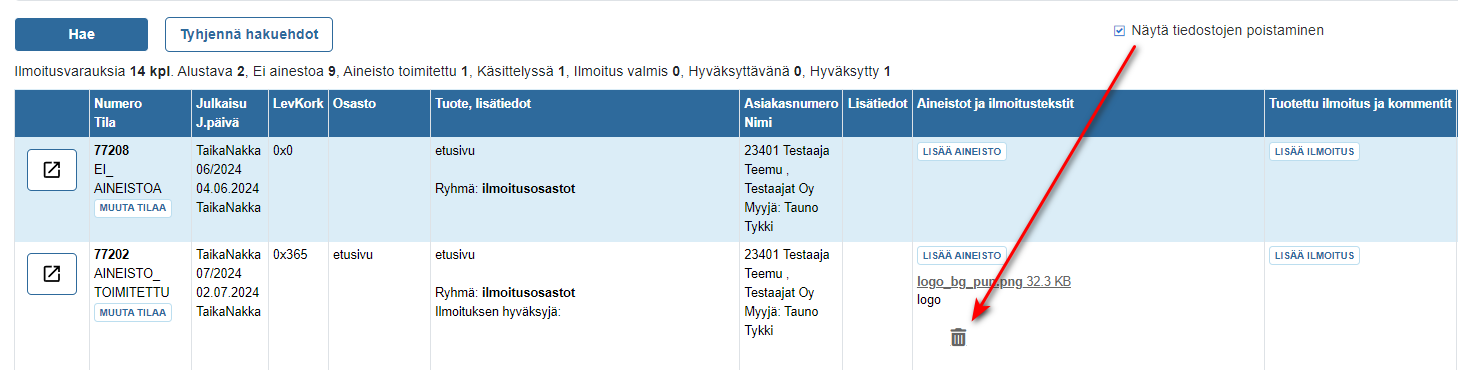 Hae
Tyhjennä hakuehdot
Näytä tiedostojen poistaminen
Ilmoitusvarauksia 14 kpl. Alustava 2, Ei ainestoa 9, Aineisto toimitettu 1, Käsittelyssä 1, Ilmoitus valmis 0, Hyväksyttävänä 0, Hyväksytty 1
Numero
Tila
Julkaisu
J.päivä
LevKork
Osasto
Tuote, lisätiedot
Asiakasnumero
Nimi
Lisätiedot
Aineistot ja ilmoitustekstit
Tuotettu ilmoitus ja kommentit
77208
EI_
AINEISTOA
MUUTA TILAA
TaikaNakka
06/2024
04.06.2024
TaikaNakka
0x0
etusivu
Ryhmä: ilmoitusosastot
23401 Testaaja
Teemu ,
Testaajat Oy
Myyjä: Tauno
Tykki
LISÄÄ AINEISTO
LISÄÄ ILMOITUS
77202
AINEISTO_
TOIMITETTU
MUUTA TILAA
TaikaNakka
07/2024
02.07.2024
TaikaNakka
0x365
etusivu
etusivu
Ryhmä: ilmoitusosastot
Ilmoituksen hyväksyjä:
23401 Testaaja
Teemu ,
Testaajat Oy
Myyjä: Tauno
Tykki
LISÄÄ AINEISTO
logo_bg_pun.png 32.3 KB
logo
LISÄÄ ILMOITUS